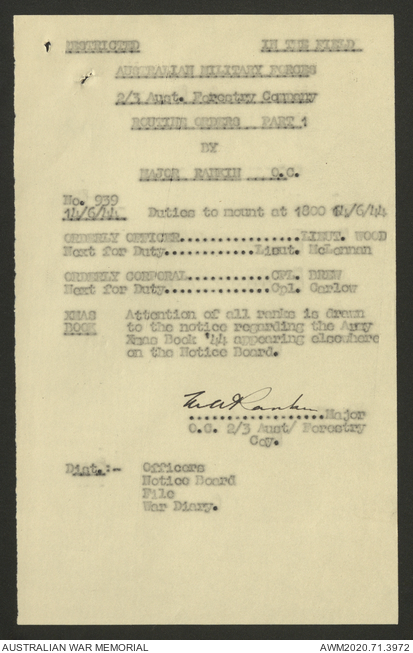 RESTRICTED IN THE FIELD
AUSTRALIAN MILITARY FORCES
2/3 Aust. Forestry Company
ROUTINE ORDERS PART 1
BY
MAJOR RANKIN O.C.
No. 939
14/6/44 Duties to mount at 1800 14/6/44
ORDERLY OFFICER...............LIEUT. WOOD
Next for Duty............Lieut. McLennan
ORDERLY CORPORAL...........CPL. BREW
Next for Duty..............Cpl. Carlow
XMAS Attention of all ranks is drawn
BOOK to the notice regarding the Army
Xmas Book '44 appearing elsewhere
on the Notice Board.
Rankin
..................Major
O.C. 2/3 Aust/ Forestry
Coy.
Dist.:- Officers
Notice Board
File
War Diary.
AUSTRALIAN WAR MEMORIAL AWM2020.71.3972